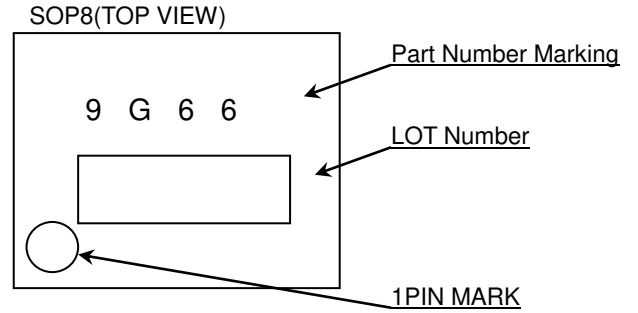 SOP8(TOP VIEW)
Part Number Marking
9 G 6 6
LOT Number
1PIN MARK